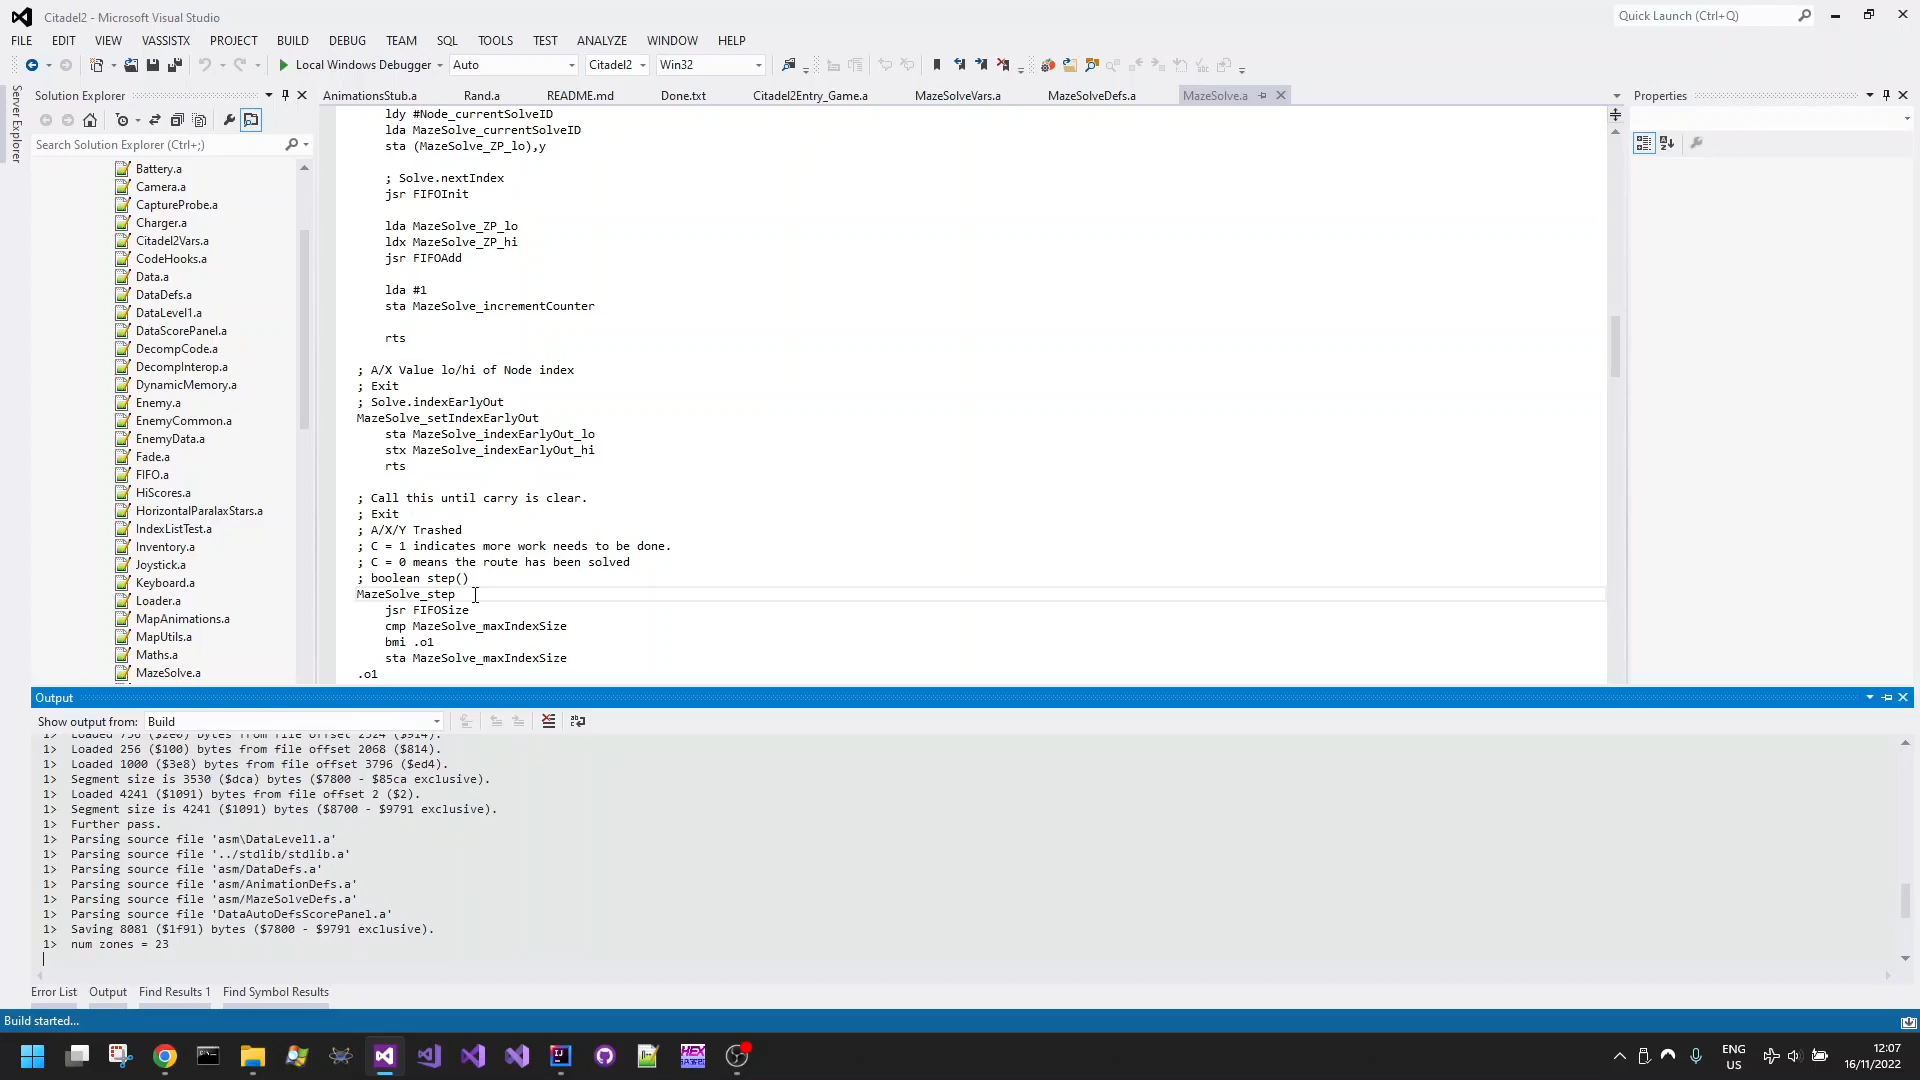 Citadel2 - Microsoft Visual Studio
Quick Launch (Ctrl+Q)
FILE EDIT VIEW VASSISTX PROJECT BUILD DEBUG TEAM SQL TOOLS TEST ANALYZE WINDOW HELP
Local Windows Debugger Auto Citadel2 Win32
Server Explorer
Solution Explorer
Search Solution Explorer (Ctrl+;)
Battery.a
Camera.a
CaptureProbe.a
Charger.a
Citadel2Vars.a
CodeHooks.a
Data.a
DataDefs.a
DataLevel1.a
DataScorePanel.a
DecompCode.a
DecompInterop.a
DynamicMemory.a
Enemy.a
EnemyCommon.a
EnemyData.a
Fade.a
FIFO.a
HiScores.a
HorizontalParalaxStars.a
IndexListTest.a
Inventory.a
Joystick.a
Keyboard.a
Loader.a
MapAnimations.a
MapUtils.a
Maths.a
MazeSolve.a
AnimationsStub.a Rand.a README.md Done.txt Citadel2Entry_Game.a MazeSolveVars.a MazeSolveDefs.a MazeSolve.a
ldy #Node_currentSolveID
lda MazeSolve_currentSolveID
sta (MazeSolve_ZP_lo),y
; Solve.nextIndex
jsr FIFOInit
lda MazeSolve_ZP_lo
ldx MazeSolve_ZP_hi
jsr FIFOAdd
lda #1
sta MazeSolve_incrementCounter
rts
; A/X Value lo/hi of Node index
; Exit
; Solve.indexEarlyOut
MazeSolve_setIndexEarlyOut
sta MazeSolve_indexEarlyOut_lo
stx MazeSolve_indexEarlyOut_hi
rts
; Call this until carry is clear.
; Exit
; A/X/Y Trashed
; C = 1 indicates more work needs to be done.
; C = 0 means the route has been solved
; boolean step()
MazeSolve_step
jsr FIFOSize
cmp MazeSolve_maxIndexSize
bmi .o1
sta MazeSolve_maxIndexSize
.o1
Properties
Output
Show output from: Build
1> Loaded 736 ($2e0) bytes from file offset 2324 ($914).
1> Loaded 256 ($100) bytes from file offset 2068 ($814).
1> Loaded 1000 ($3e8) bytes from file offset 3796 ($ed4).
1> Segment size is 3530 ($dca) bytes ($7800 - $85ca exclusive).
1> Loaded 4241 ($1091) bytes from file offset 2 ($2).
1> Segment size is 4241 ($1091) bytes ($8700 - $9791 exclusive).
1> Further pass.
1> Parsing source file 'asm\DataLevel1.a'
1> Parsing source file '../stdlib/stdlib.a'
1> Parsing source file 'asm/DataDefs.a'
1> Parsing source file 'asm/AnimationDefs.a'
1> Parsing source file 'asm/MazeSolveDefs.a'
1> Parsing source file 'DataAutoDefsScorePanel.a'
1> Saving 8081 ($1f91) bytes ($7800 - $9791 exclusive).
1> num zones = 23
Error List Output Find Results 1 Find Symbol Results
Build started...
HEX
ENG
US
12:07
16/11/2022